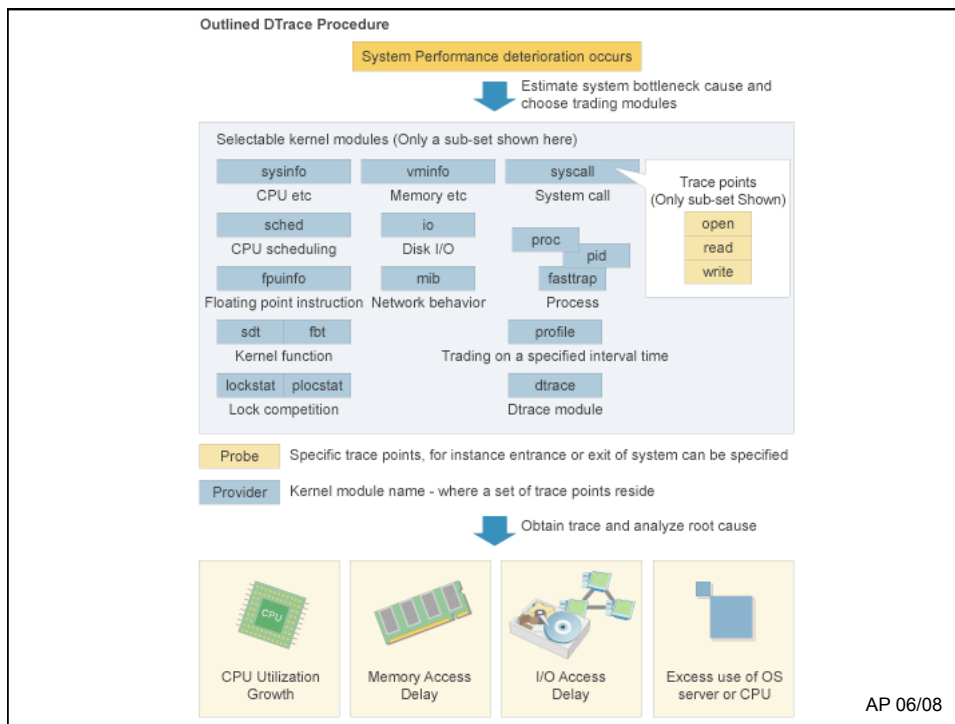 Outlined DTrace Procedure
System Performance deterioration occurs
Estimate system bottleneck cause and
choose trading modules
Selectable kernel modules (Only a sub-set shown here)
sysinfo
CPU etc
vminfo
Memory etc
syscall
System call
Trace points
(Only sub-set Shown)
open
read
write
sched
CPU scheduling
io
Disk I/O
proc
pid
fasttrap
Process
fpuinfo
Floating point instruction
mib
Network behavior
sdt fbt
Kernel function
profile
Trading on a specified interval time
lockstat plocstat
Lock competition
dtrace
Dtrace module
Probe Specific trace points, for instance entrance or exit of system can be specified
Provider Kernel module name - where a set of trace points reside
Obtain trace and analyze root cause
CPU
CPU Utilization
Growth
Memory Access
Delay
I/O Access
Delay
Excess use of OS
server or CPU
AP 06/08